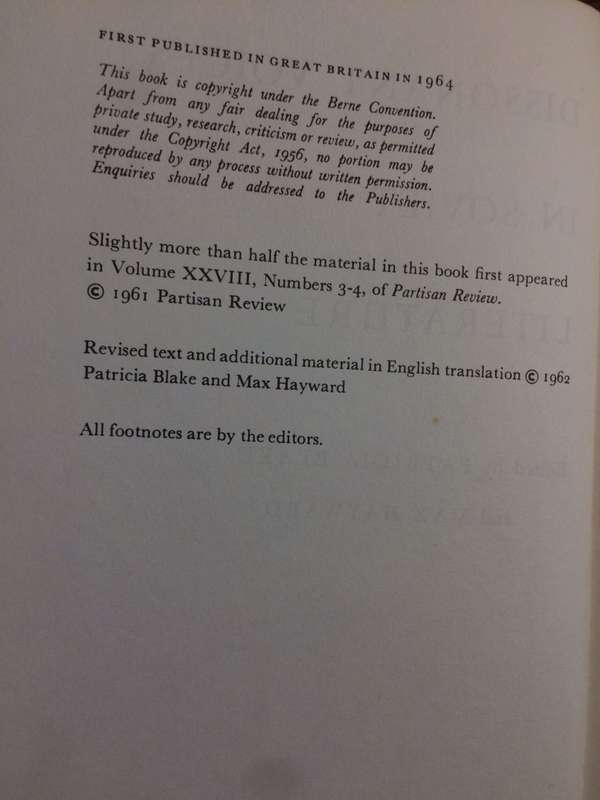 FIRST PUBLISHED IN GREAT BRITAIN IN 1964
This book is copyright under the Berne Convention.
Apart from any fair dealing for the purposes of
private study, research, criticism or review, as permitted
under the Copyright Act, 1956, no portion may be
reproduced by any process without written permission.
Enquiries should be addressed to the Publishers.
Slightly more than half the material in this book first appeared
in Volume XXVIII, Numbers 3-4, of Partisan Review.
© 1961 Partisan Review
Revised text and additional material in English translation © 1962
Patricia Blake and Max Hayward
All footnotes are by the editors.